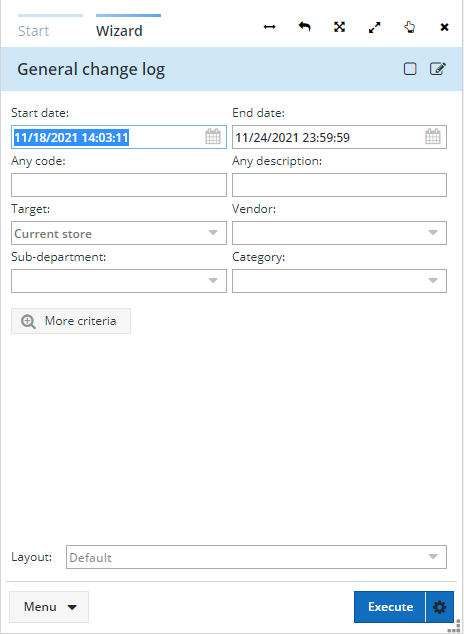 Start Wizard
General change log
Start date: End date:
11/18/2021 14:03:11 11/24/2021 23:59:59
Any code: Any description:
Target: Vendor:
Current store
Sub-department: Category:
More criteria
Layout: Default
Menu Execute